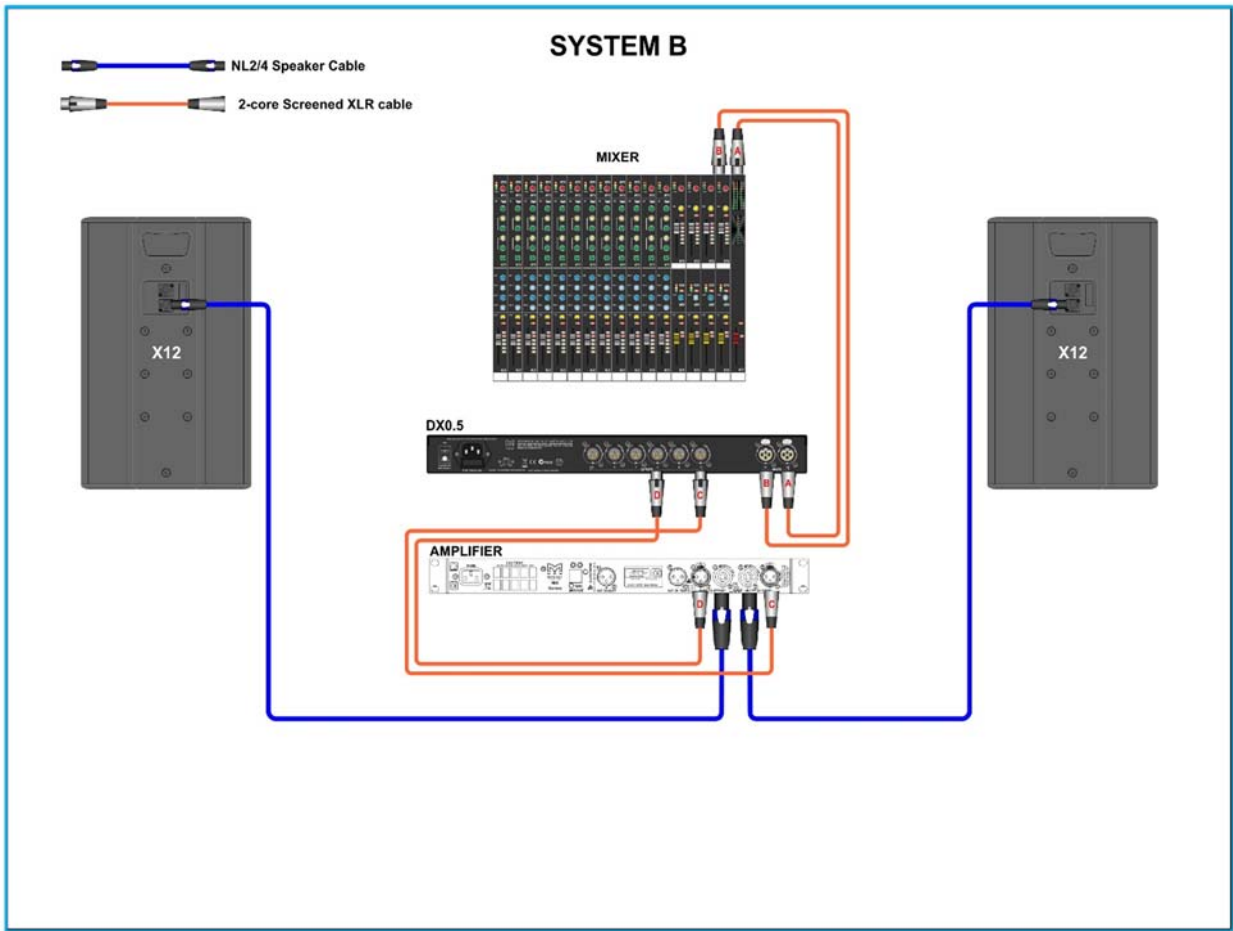 SYSTEM B
NL2/4 Speaker Cable
2-core Screened XLR cable
B A
MIXER
X12
X12
DX0.5
D C B A
AMPLIFIER
D C